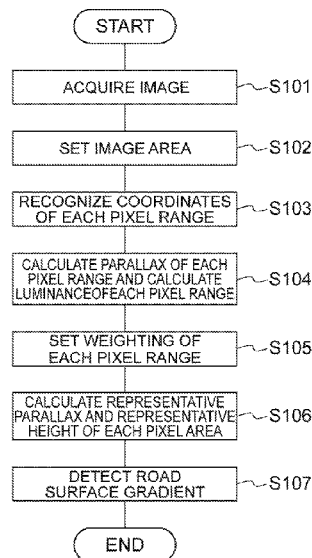 START
ACQUIRE IMAGE
S101
SET IMAGE AREA
S102
RECOGNIZE COORDINATES
OF EACH PIXEL RANGE
S103
CALCULATE PARALLAX OF EACH
PIXEL RANGE AND CALCULATE
LUMINANCEOFEACH PIXEL RANGE
S104
SET WEIGHTING OF
EACH PIXEL RANGE
S105
CALCULATE REPRESENTATIVE
PARALLAX AND REPRESENTATIVE
HEIGHT OF EACH PIXEL AREA
S106
DETECT ROAD
SURFACE GRADIENT
S107
END